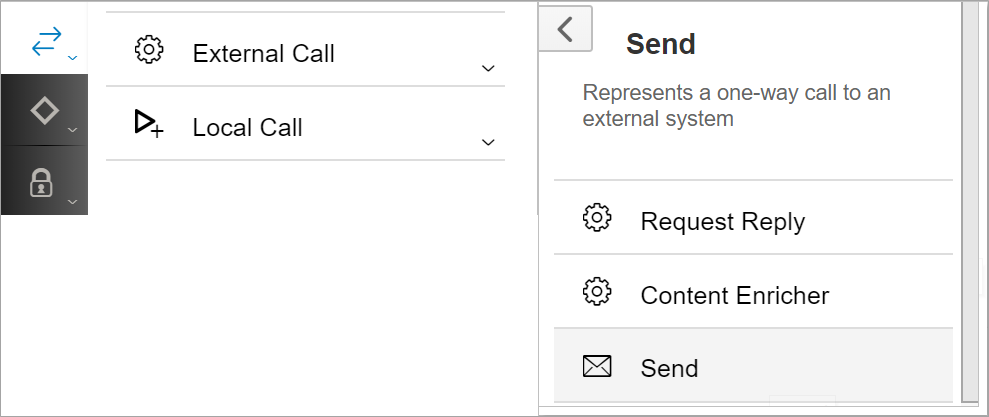 External Call
Local Call
Send
Represents a one-way call to an
external system
Request Reply
Content Enricher
Send